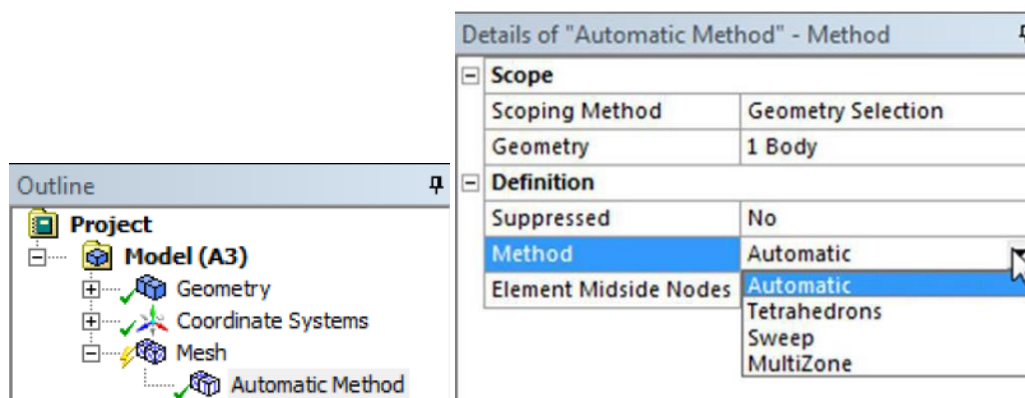 Outline
Project
Model (A3)
Geometry
Coordinate Systems
Mesh
Automatic Method
Details of "Automatic Method" - Method
Scope
Scoping Method Geometry Selection
Geometry 1 Body
Definition
Suppressed No
Method Automatic
Element Midside Nodes Automatic
Tetrahedrons
Sweep
MultiZone